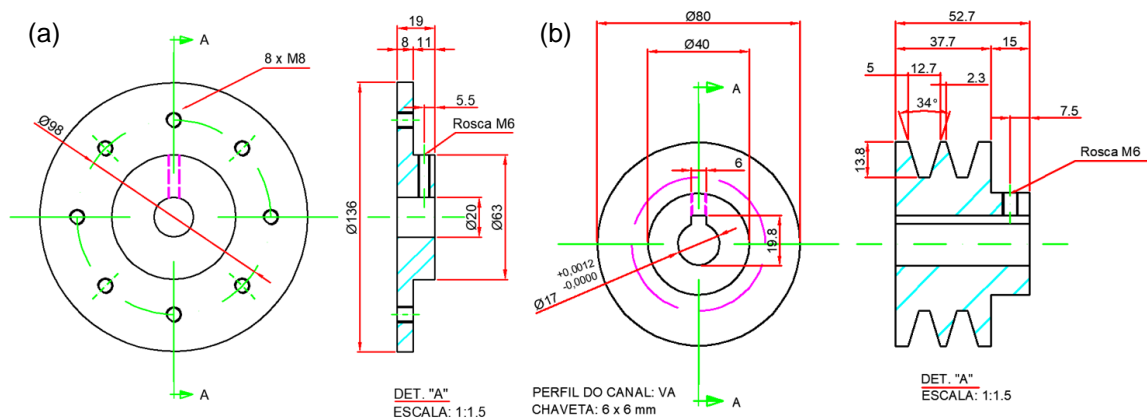 (a)
A
8 x M8
Ø98
A
19
8
11
5.5
Rosca M6
Ø136
Ø20
Ø63
DET. "A"
ESCALA: 1:1.5
(b)
Ø80
Ø40
A
6
19.8
+0,0012
-0,0000
Ø17
A
PERFIL DO CANAL: VA
CHAVETA: 6 x 6 mm
52.7
37.7
15
5
12.7
2.3
34°
7.5
13.8
Rosca M6
DET. "A"
ESCALA: 1:1.5